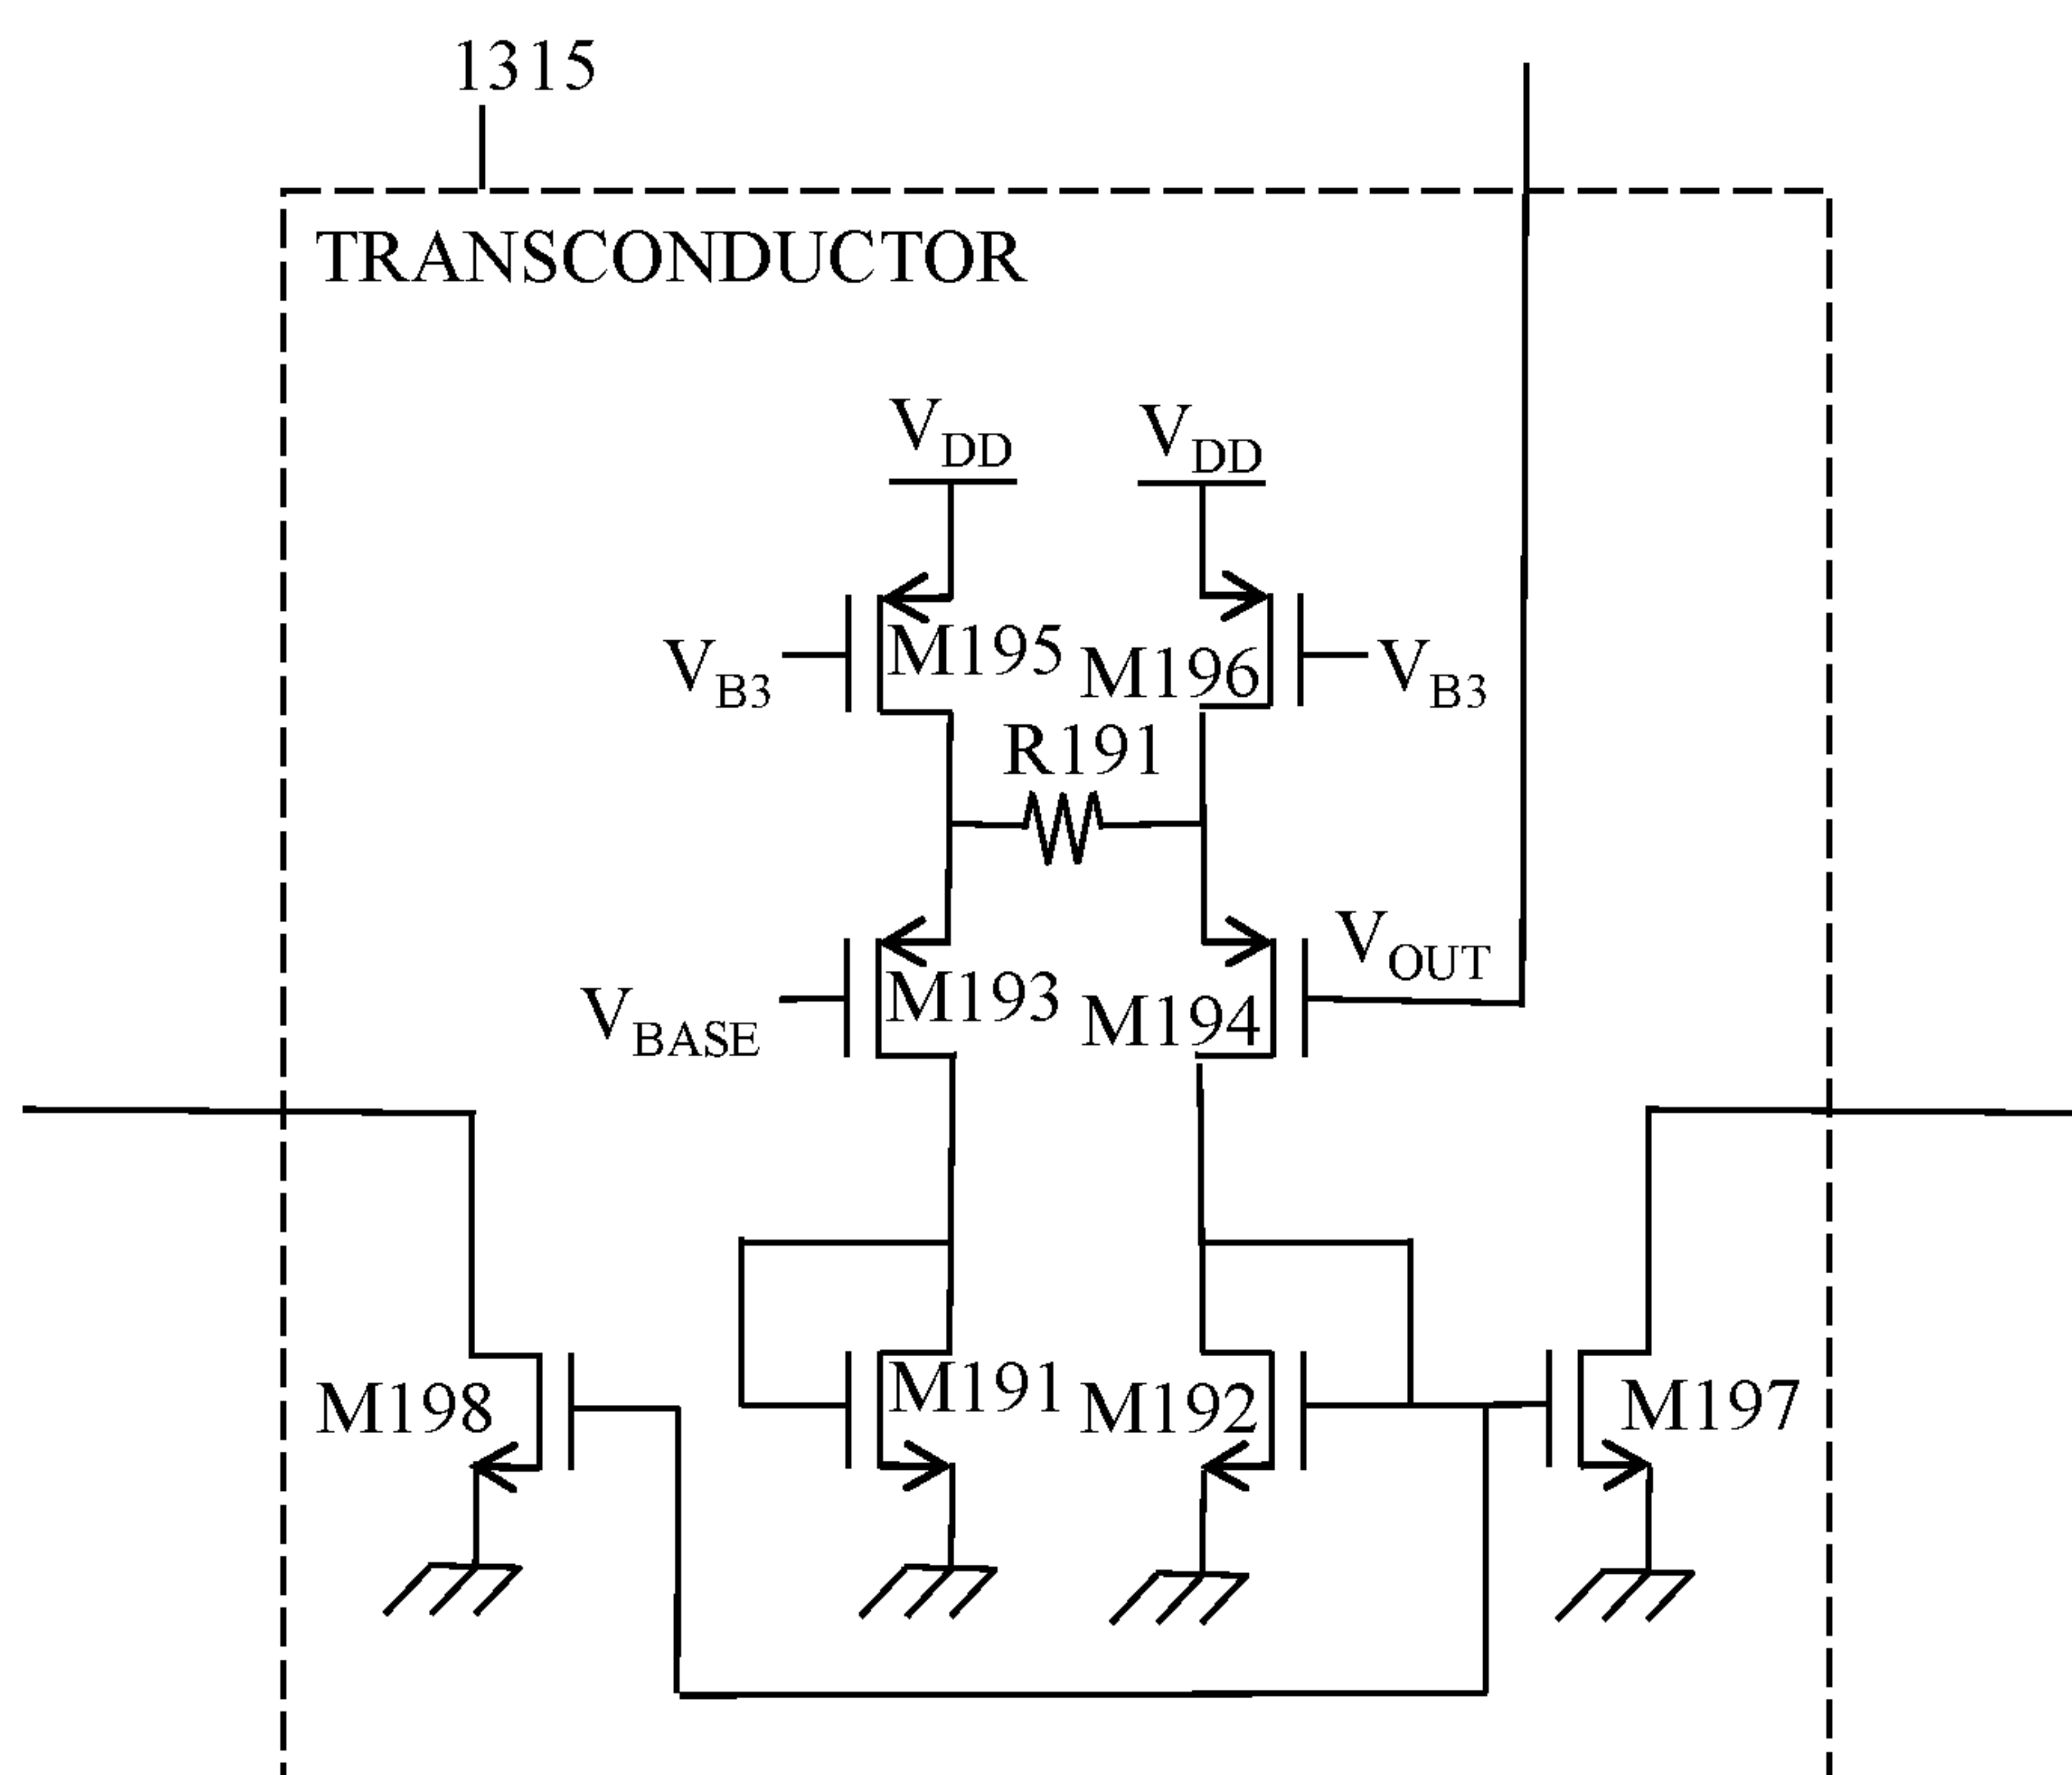 1315
TRANSCONDUCTOR
VDD
VDD
M195
M196
VB3
VB3
R191
VOUT
M193
M194
VBASE
M191
M192
M197
M198